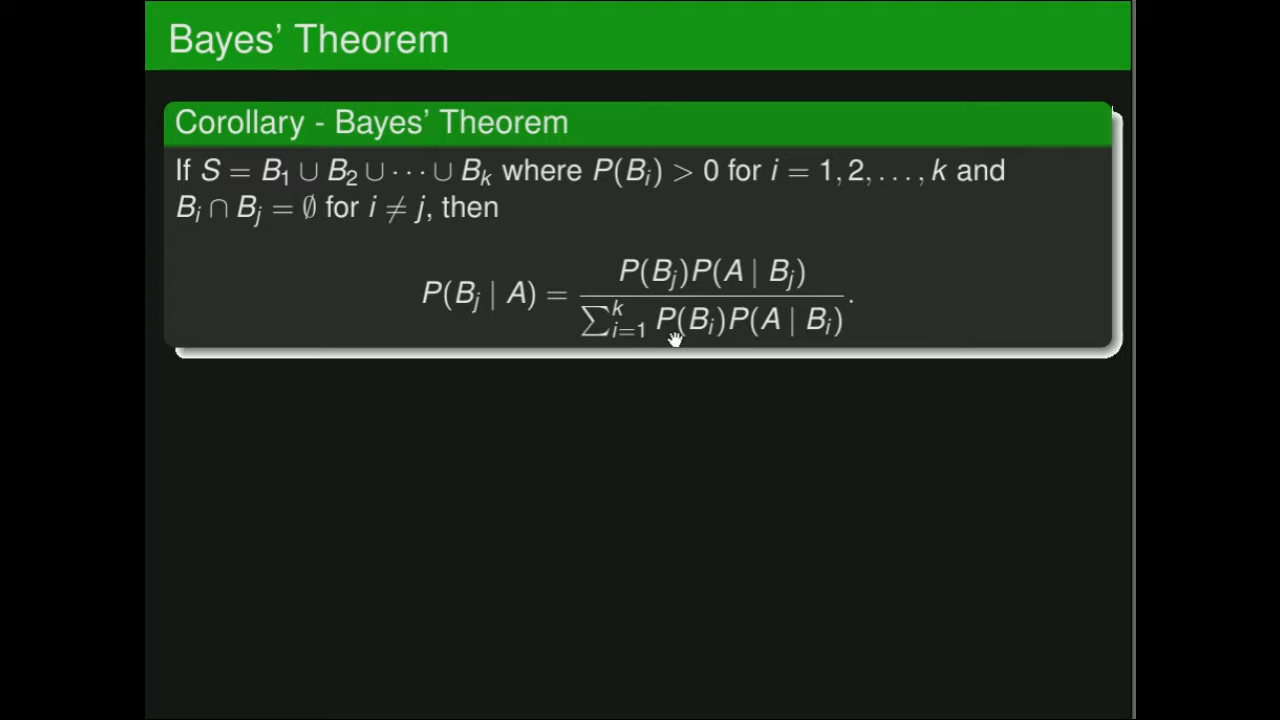 Bayes' Theorem
Corollary - Bayes' Theorem
If S = B₁ ∪ B₂ ∪ ··· ∪ Bₖ where P(Bᵢ) > 0 for i = 1, 2, . . . , k and
Bᵢ ∩ Bⱼ = ∅ for i ≠ j, then
P(Bⱼ | A) = \frac{P(Bⱼ)P(A | Bⱼ)}{∑ᵢ₌₁ᵏ P(Bᵢ)P(A | Bᵢ)}.